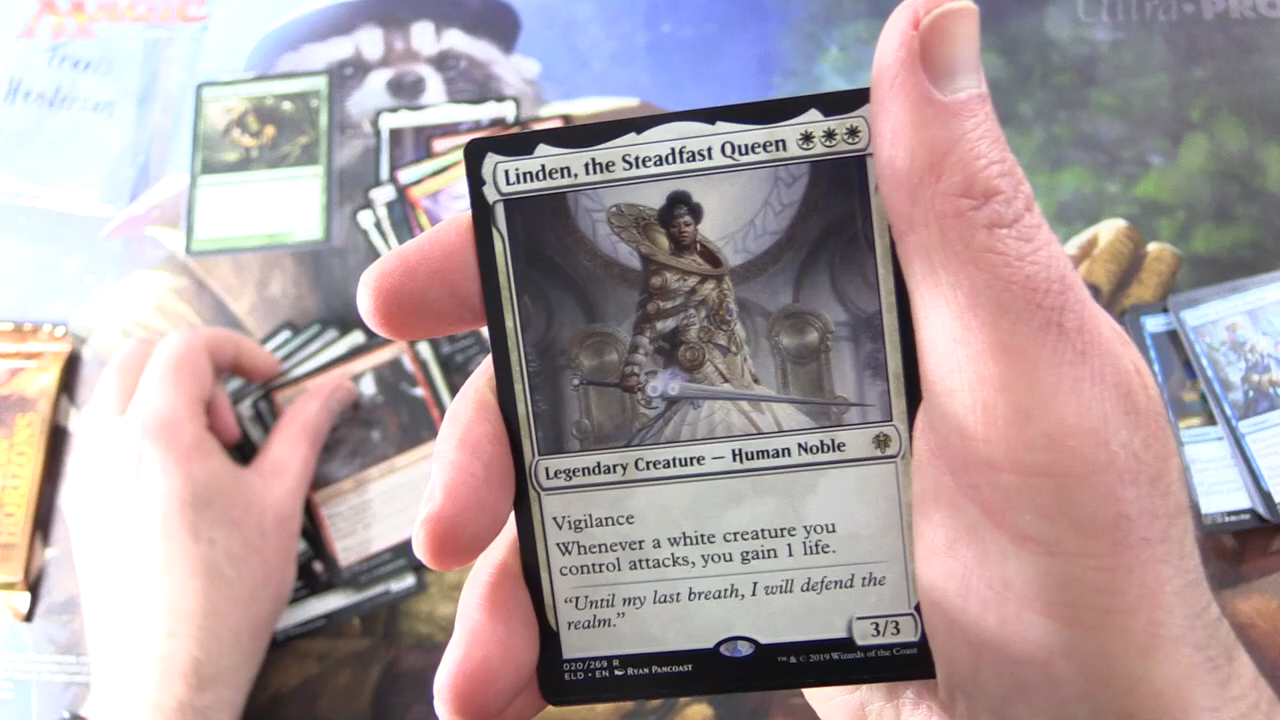 MAGIC
Travis
Henderson
Ultra•PRO
Linden, the Steadfast Queen
Legendary Creature — Human Noble
Vigilance
Whenever a white creature you
control attacks, you gain 1 life.
“Until my last breath, I will defend the
realm.”
3/3
020/269 R
ELD • EN Ryan Pancoast
™ & © 2019 Wizards of the Coast
HORIZONS